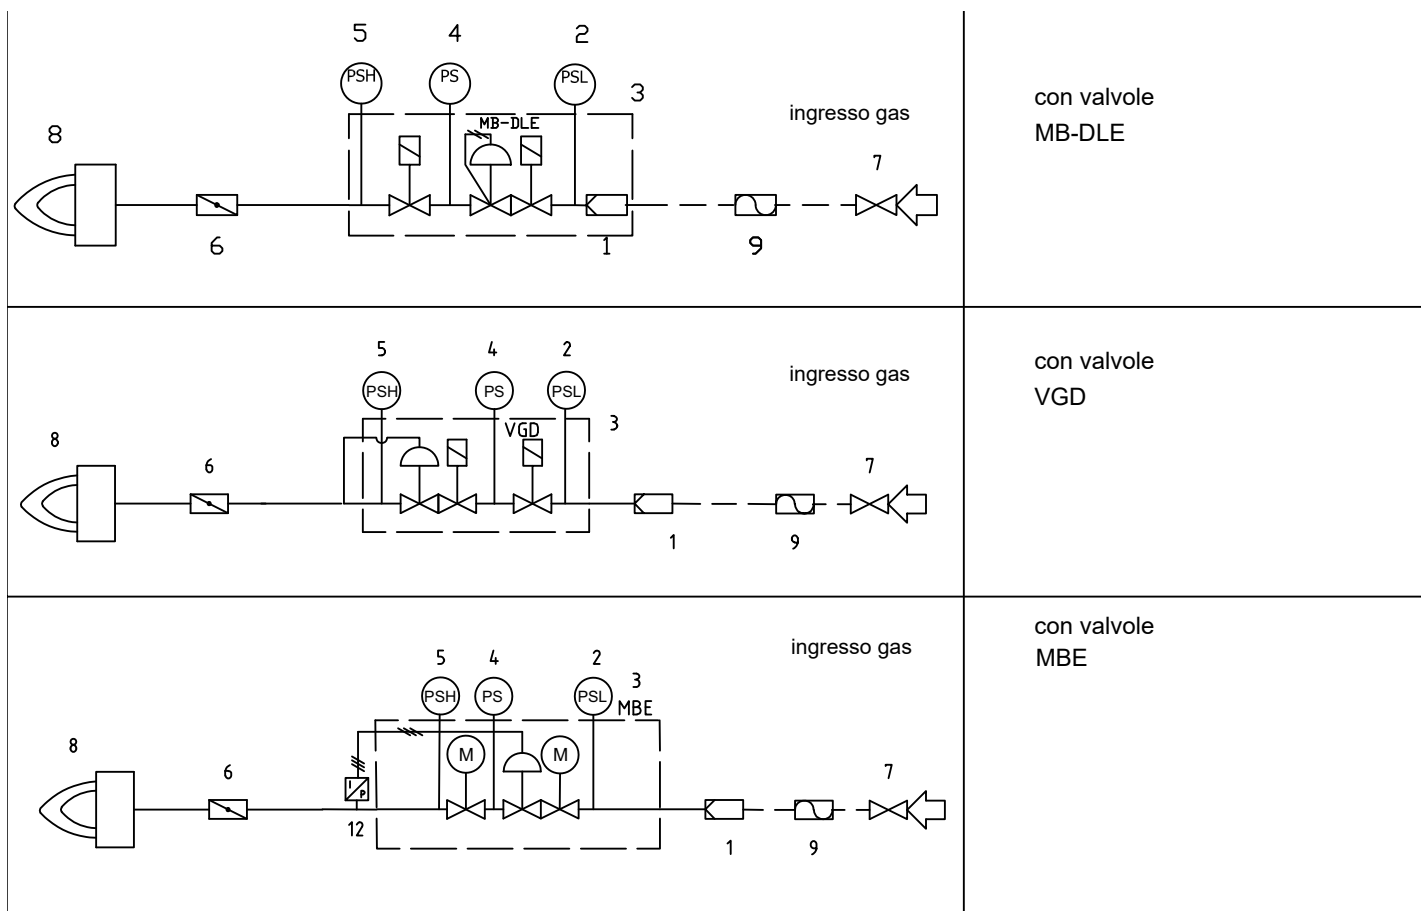 5 4 2
PSH PS PSL
3
MB-DLE
ingresso gas
8
7
6
1
9
con valvole
MB-DLE
5 4 2
PSH PS PSL
3
VGD
ingresso gas
8
6
7
1
9
con valvole
VGD
5 4 2
PSH PS PSL
3
MBE
ingresso gas
M M
8
6
7
I
P
12
1
9
con valvole
MBE